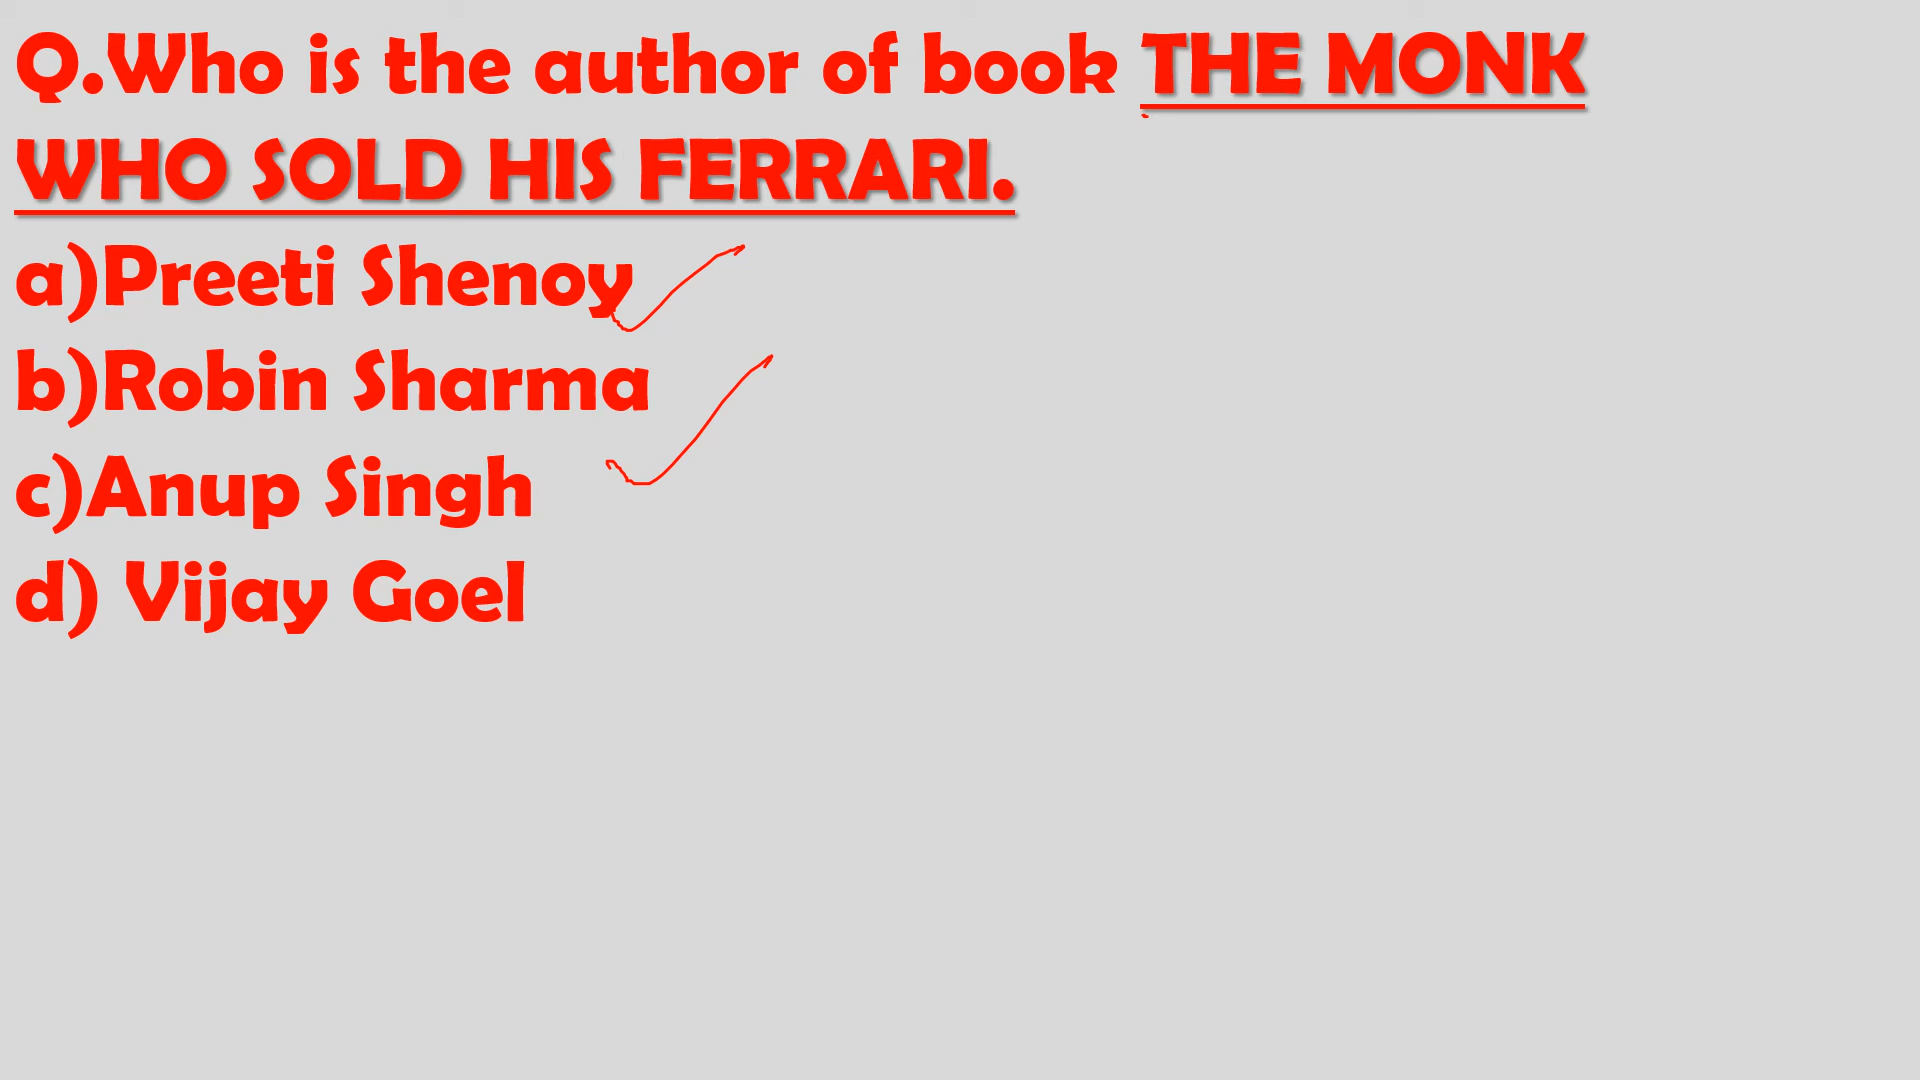 Q.Who is the author of book THE MONK
WHO SOLD HIS FERRARI.
a)Preeti Shenoy
b)Robin Sharma
c)Anup Singh
d) Vijay Goel